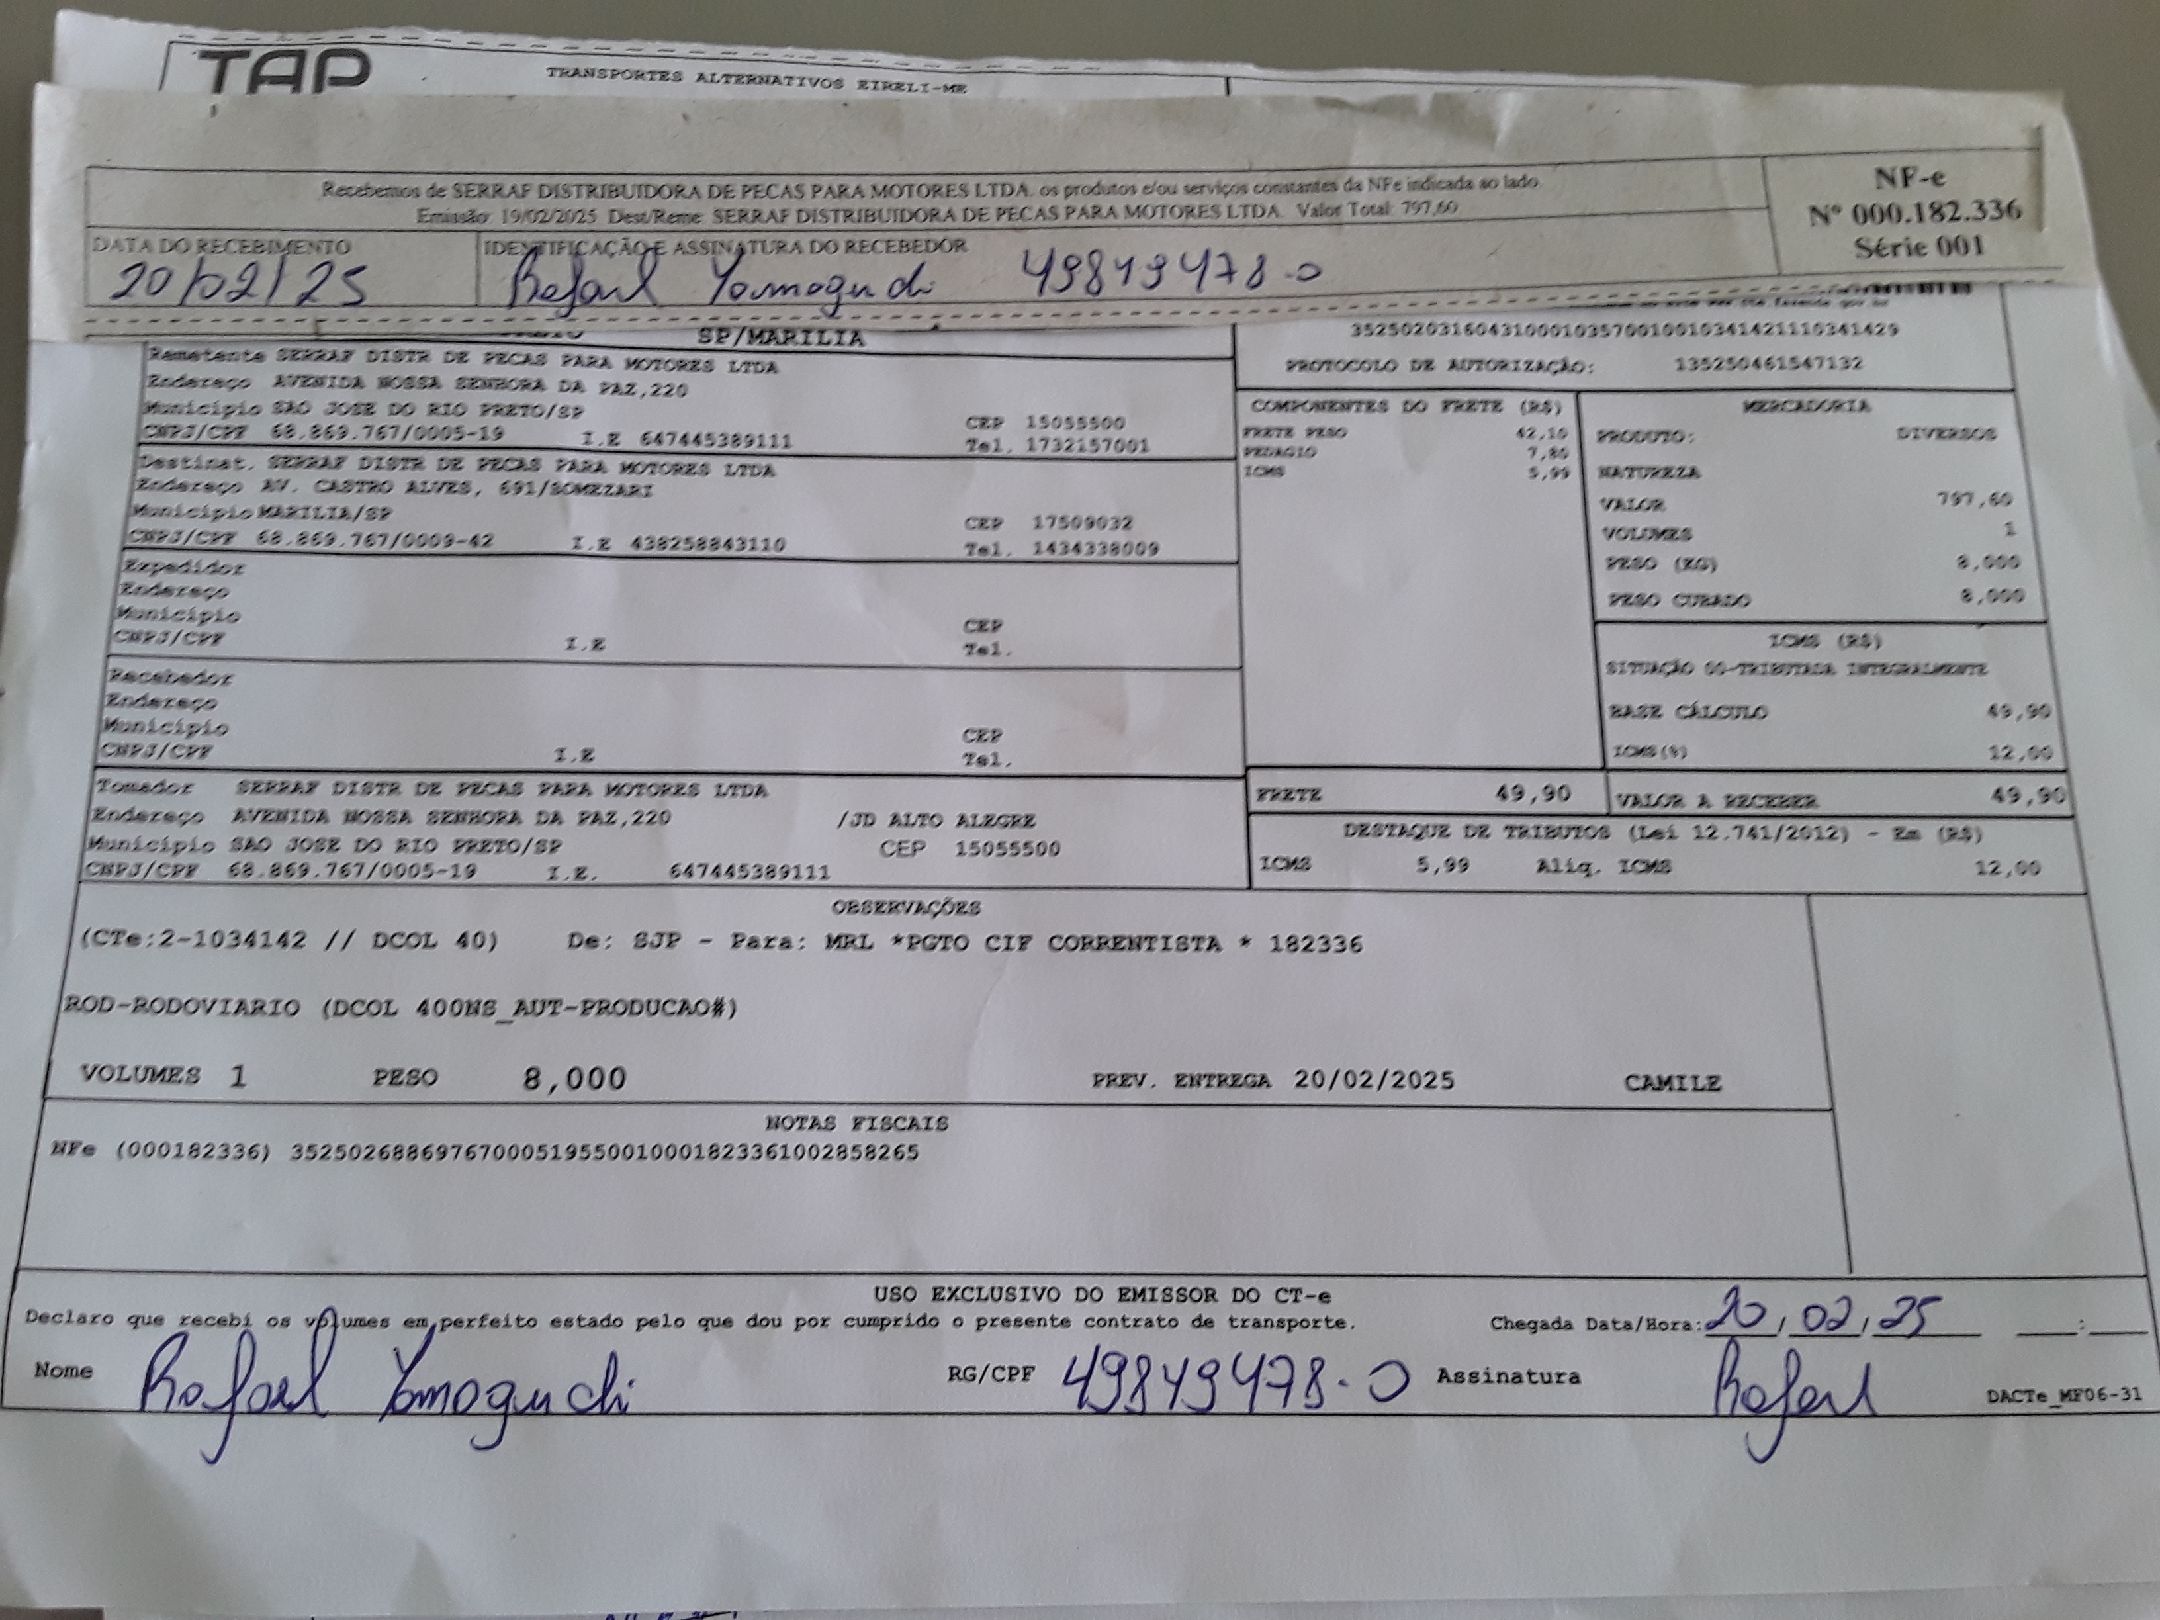 TAP
TRANSPORTES ALTERNATIVOS EIRELI-ME
Recebemos de SERRAF DISTRIBUIDORA DE PECAS PARA MOTORES LTDA. os produtos e/ou serviços constantes da NFe indicada ao lado.
Emissão: 19/02/2025 Dest/Reme: SERRAF DISTRIBUIDORA DE PECAS PARA MOTORES LTDA. Valor Total: 797,60
NF-e
Nº 000.182.336
Série 001
DATA DO RECEBIMENTO
20/02/25
IDENTIFICAÇÃO E ASSINATURA DO RECEBEDOR
Rafael Yamaguchi 49849478-0
SP/MARILIA
35250203160431000103570010010341421110341429
PROTOCOLO DE AUTORIZAÇÃO: 135250461547132
Remetente SERRAF DISTR DE PECAS PARA MOTORES LTDA
Endereço AVENIDA NOSSA SENHORA DA PAZ,220
Município SAO JOSE DO RIO PRETO/SP CEP 15055500
CNPJ/CPF 68.869.767/0005-19 I.E 647445389111 Tel. 1732157001
Destinat. SERRAF DISTR DE PECAS PARA MOTORES LTDA
Endereço AV. CASTRO ALVES, 691/SOMEZARI
Município MARILIA/SP CEP 17509032
CNPJ/CPF 68.869.767/0009-42 I.E 438258843110 Tel. 1434338009
Expedidor
Endereço
Município CEP
CNPJ/CPF I.E Tel.
Recebedor
Endereço
Município CEP
CNPJ/CPF I.E Tel.
Tomador SERRAF DISTR DE PECAS PARA MOTORES LTDA
Endereço AVENIDA NOSSA SENHORA DA PAZ,220 /JD ALTO ALEGRE
Município SAO JOSE DO RIO PRETO/SP CEP 15055500
CNPJ/CPF 68.869.767/0005-19 I.E. 647445389111
COMPONENTES DO FRETE (R$)
FRETE PESO 42,10
PEDAGIO 7,80
ICMS 5,99
MERCADORIA
PRODUTO: DIVERSOS
NATUREZA
VALOR 797,60
VOLUMES 1
PESO (KG) 8,000
PESO CUBADO 8,000
ICMS (R$)
SITUAÇÃO 00-TRIBUTADA INTEGRALMENTE
BASE CÁLCULO 49,90
ICMS(%) 12,00
FRETE 49,90 VALOR A RECEBER 49,90
DESTAQUE DE TRIBUTOS (Lei 12.741/2012) - Em (R$)
ICMS 5,99 Aliq. ICMS 12,00
OBSERVAÇÕES
(CTe:2-1034142 // DCOL 40) De: SJP - Para: MRL *PGTO CIF CORRENTISTA * 182336
ROD-RODOVIARIO (DCOL 400NS_AUT-PRODUCAO#)
VOLUMES 1 PESO 8,000 PREV. ENTREGA 20/02/2025 CAMILE
NOTAS FISCAIS
NFe (000182336) 35250268869767000519550010001823361002858265
USO EXCLUSIVO DO EMISSOR DO CT-e
Declaro que recebi os volumes em perfeito estado pelo que dou por cumprido o presente contrato de transporte. Chegada Data/Hora: 20/02/25 __:__
Nome Rafael Yamaguchi RG/CPF 49849478-0 Assinatura Rafael
DACTe_MF06-31